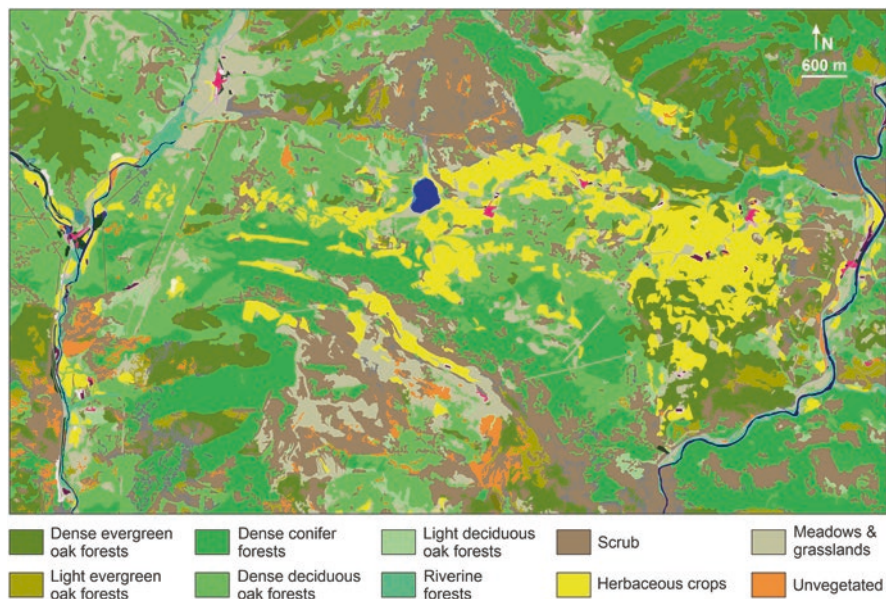 N
600 m
Dense evergreen
oak forests
Dense conifer
forests
Light deciduous
oak forests
Scrub
Meadows &
grasslands
Light evergreen
oak forests
Dense deciduous
oak forests
Riverine
forests
Herbaceous crops
Unvegetated